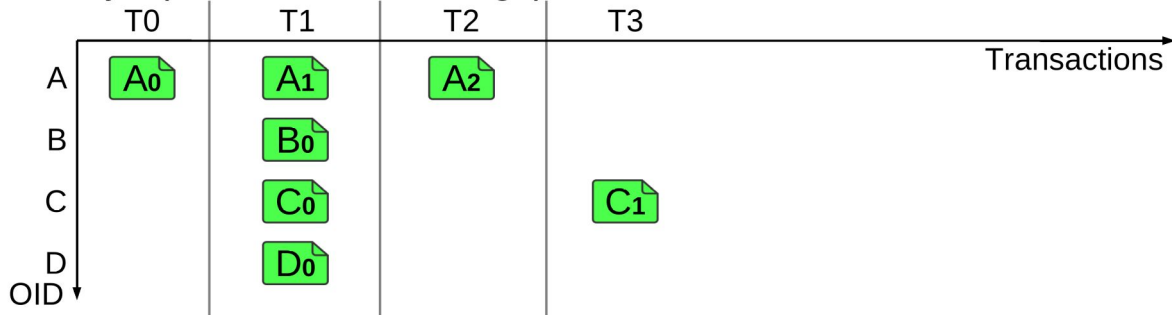 T0 T1 T2 T3
Transactions
A A0 A1 A2
B B0
C C0 C1
D D0
OID